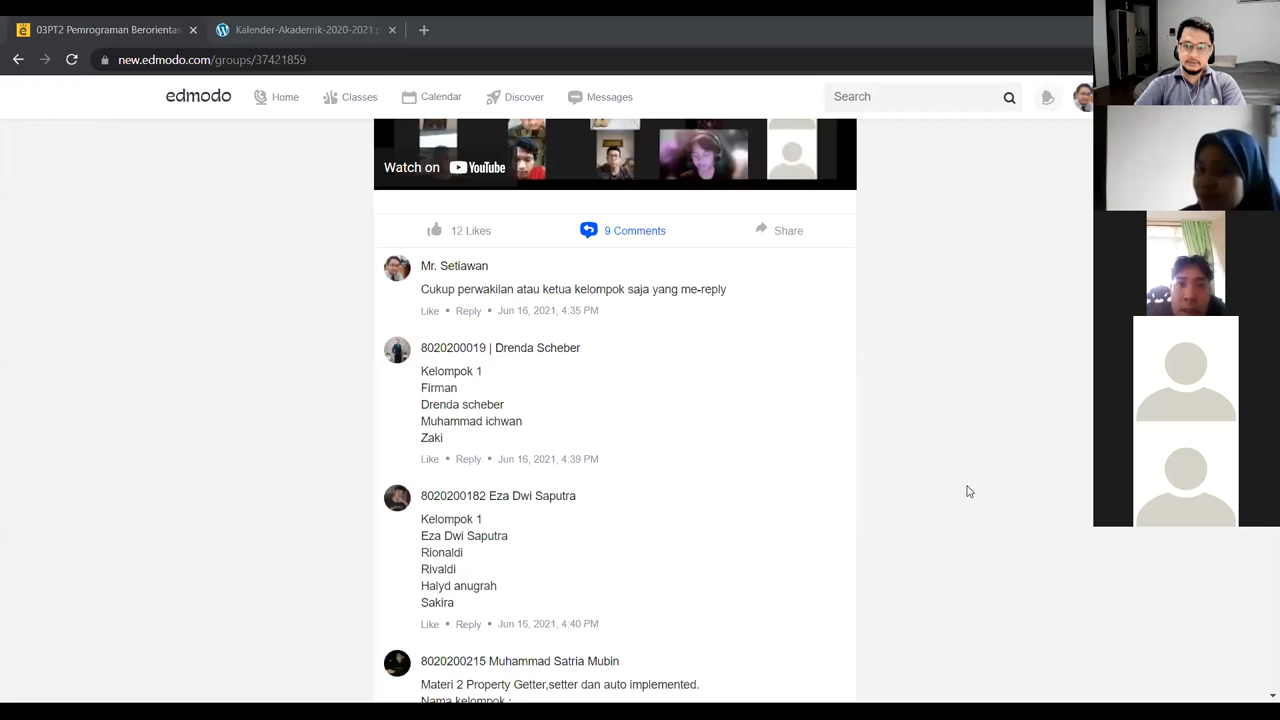 03PT2 Pemrograman Berorientas
Kalender-Akademik-2020-2021.p
new.edmodo.com/groups/37421859
edmodo
Home
Classes
Calendar
Discover
Messages
Search
Watch on YouTube
12 Likes
9 Comments
Share
Mr. Setiawan
Cukup perwakilan atau ketua kelompok saja yang me-reply
Like • Reply • Jun 16, 2021, 4:35 PM
8020200019 | Drenda Scheber
Kelompok 1
Firman
Drenda scheber
Muhammad ichwan
Zaki
Like • Reply • Jun 16, 2021, 4:39 PM
8020200182 Eza Dwi Saputra
Kelompok 1
Eza Dwi Saputra
Rionaldi
Rivaldi
Halyd anugrah
Sakira
Like • Reply • Jun 16, 2021, 4:40 PM
8020200215 Muhammad Satria Mubin
Materi 2 Property Getter,setter dan auto implemented.
Nama kelompok :